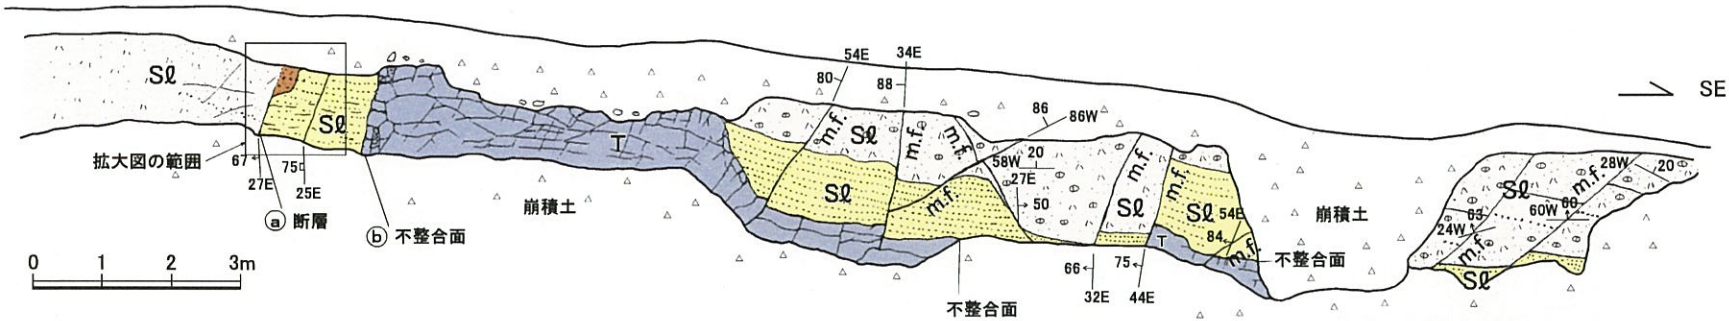 SE
Sℓ
Sℓ
T
54E
80
34E
88
m.f.
Sℓ
m.f.
m.f.
86
86W
58W
20
27E
50
Sℓ
m.f.
m.f.
Sℓ
m.f.
Sℓ
m.f.
Sℓ
54E
84
m.f.
T
T
崩積土
Sℓ
m.f.
28W
20
63
60W
60
24W
m.f.
Sℓ
拡大図の範囲
67
27E
75
25E
ⓐ 断層
ⓑ 不整合面
崩積土
不整合面
66
32E
75
44E
不整合面
0 1 2 3m